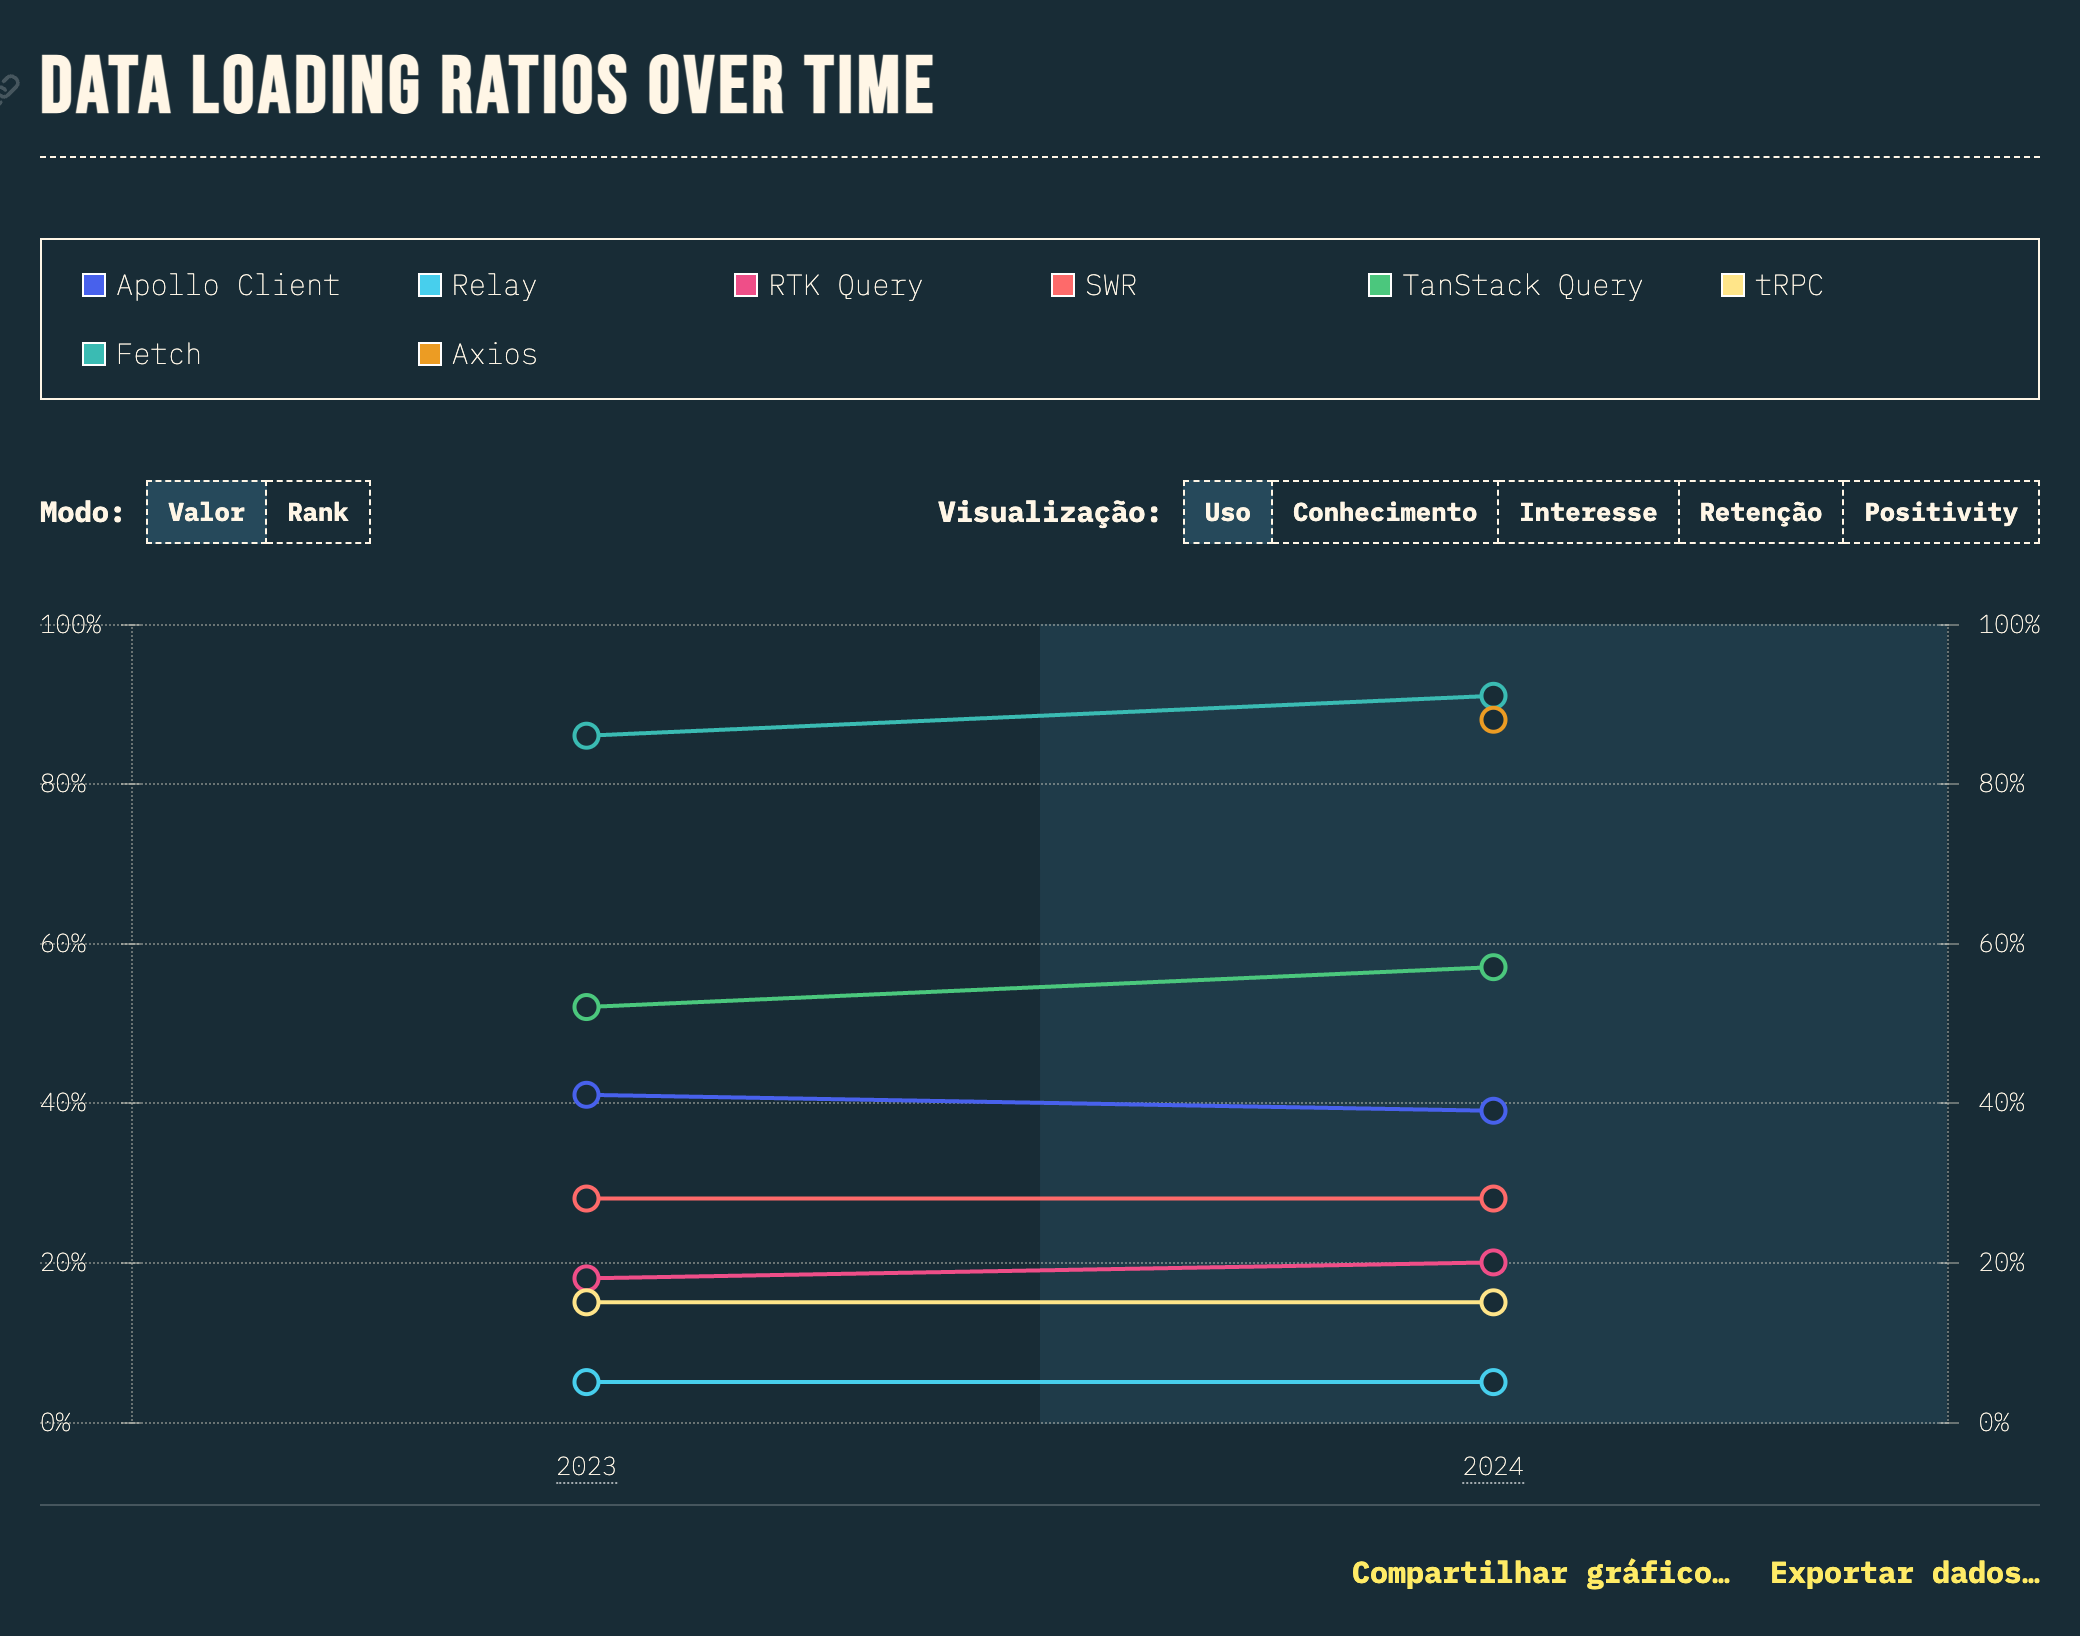 DATA LOADING RATIOS OVER TIME
Apollo Client Relay RTK Query SWR TanStack Query tRPC
Fetch Axios
Modo: Valor Rank Visualização: Uso Conhecimento Interesse Retenção Positivity
100% 100%
80% 80%
60% 60%
40% 40%
20% 20%
0% 0%
2023 2024
Compartilhar gráfico… Exportar dados…